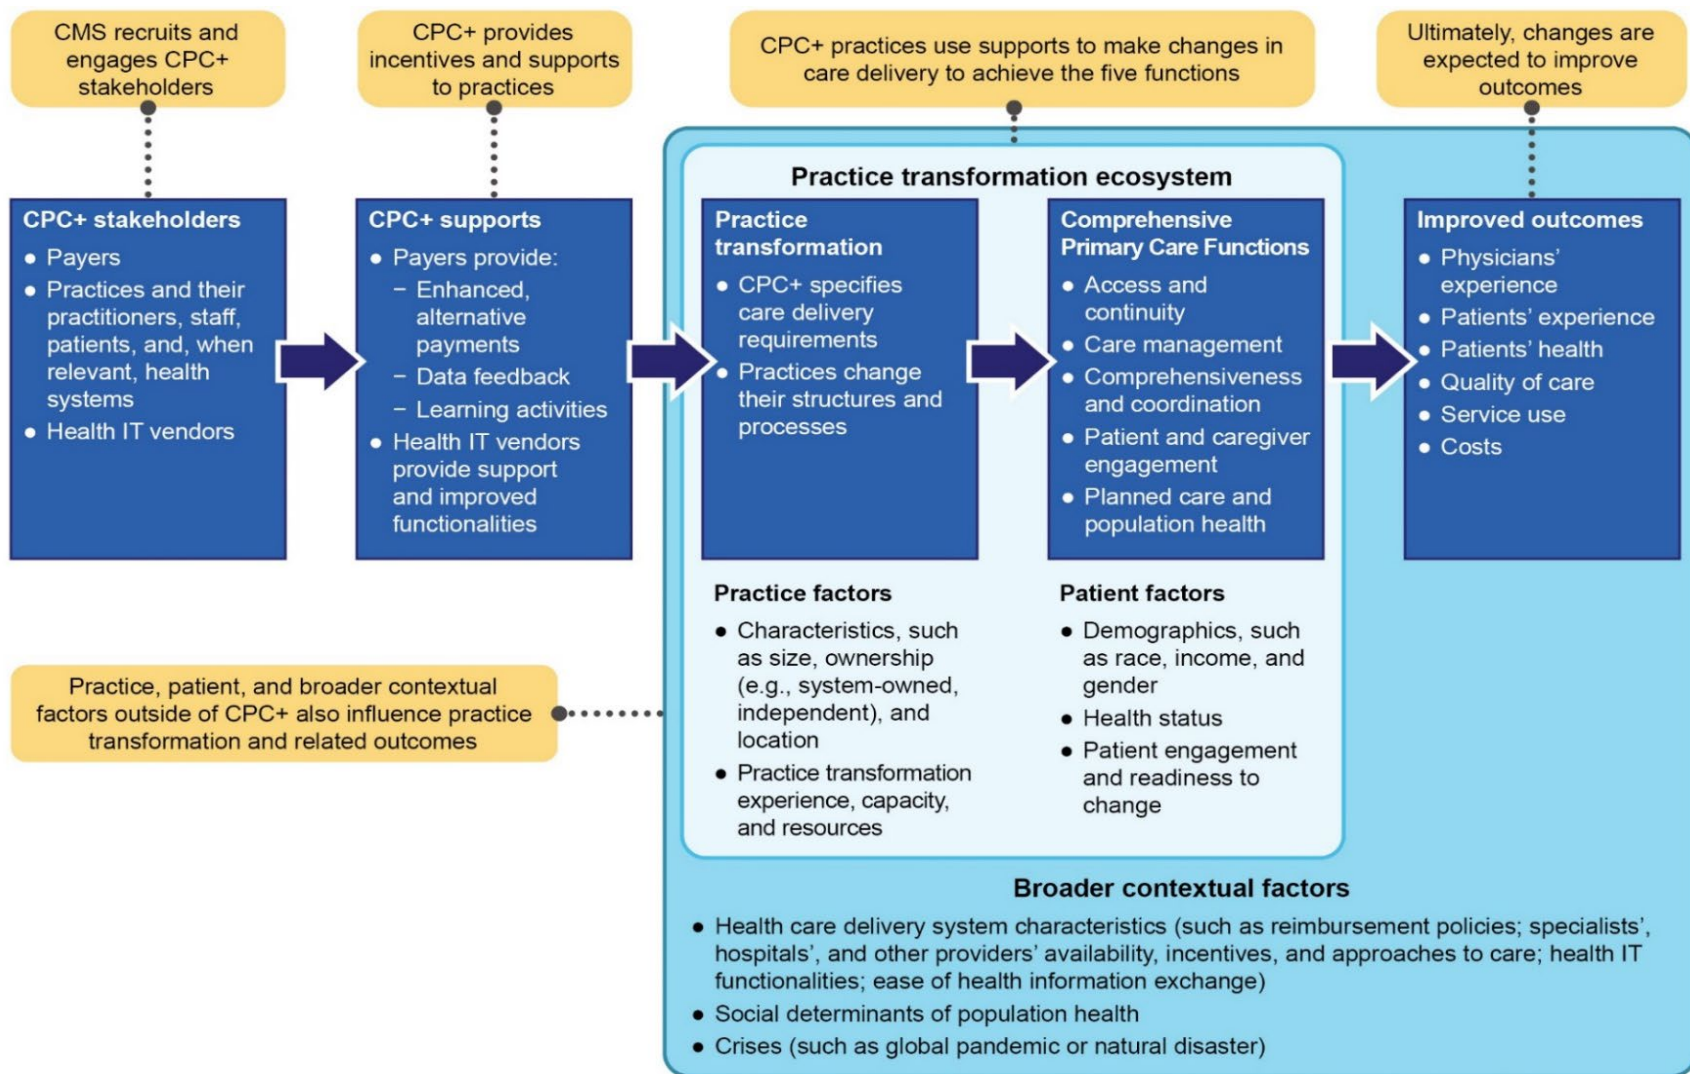 CMS recruits and
engages CPC+
stakeholders
CPC+ provides
incentives and supports
to practices
CPC+ practices use supports to make changes in
care delivery to achieve the five functions
Ultimately, changes are
expected to improve
outcomes
Practice transformation ecosystem
CPC+ stakeholders
● Payers
● Practices and their
practitioners, staff,
patients, and, when
relevant, health
systems
● Health IT vendors
CPC+ supports
● Payers provide:
− Enhanced,
alternative
payments
− Data feedback
− Learning activities
● Health IT vendors
provide support
and improved
functionalities
Practice
transformation
● CPC+ specifies
care delivery
requirements
● Practices change
their structures and
processes
Comprehensive
Primary Care Functions
● Access and
continuity
● Care management
● Comprehensiveness
and coordination
● Patient and caregiver
engagement
● Planned care and
population health
Improved outcomes
● Physicians’
experience
● Patients’ experience
● Patients’ health
● Quality of care
● Service use
● Costs
Practice factors
● Characteristics, such
as size, ownership
(e.g., system-owned,
independent), and
location
● Practice transformation
experience, capacity,
and resources
Patient factors
● Demographics, such
as race, income, and
gender
● Health status
● Patient engagement
and readiness to
change
Practice, patient, and broader contextual
factors outside of CPC+ also influence practice
transformation and related outcomes
Broader contextual factors
● Health care delivery system characteristics (such as reimbursement policies; specialists’,
hospitals’, and other providers’ availability, incentives, and approaches to care; health IT
functionalities; ease of health information exchange)
● Social determinants of population health
● Crises (such as global pandemic or natural disaster)